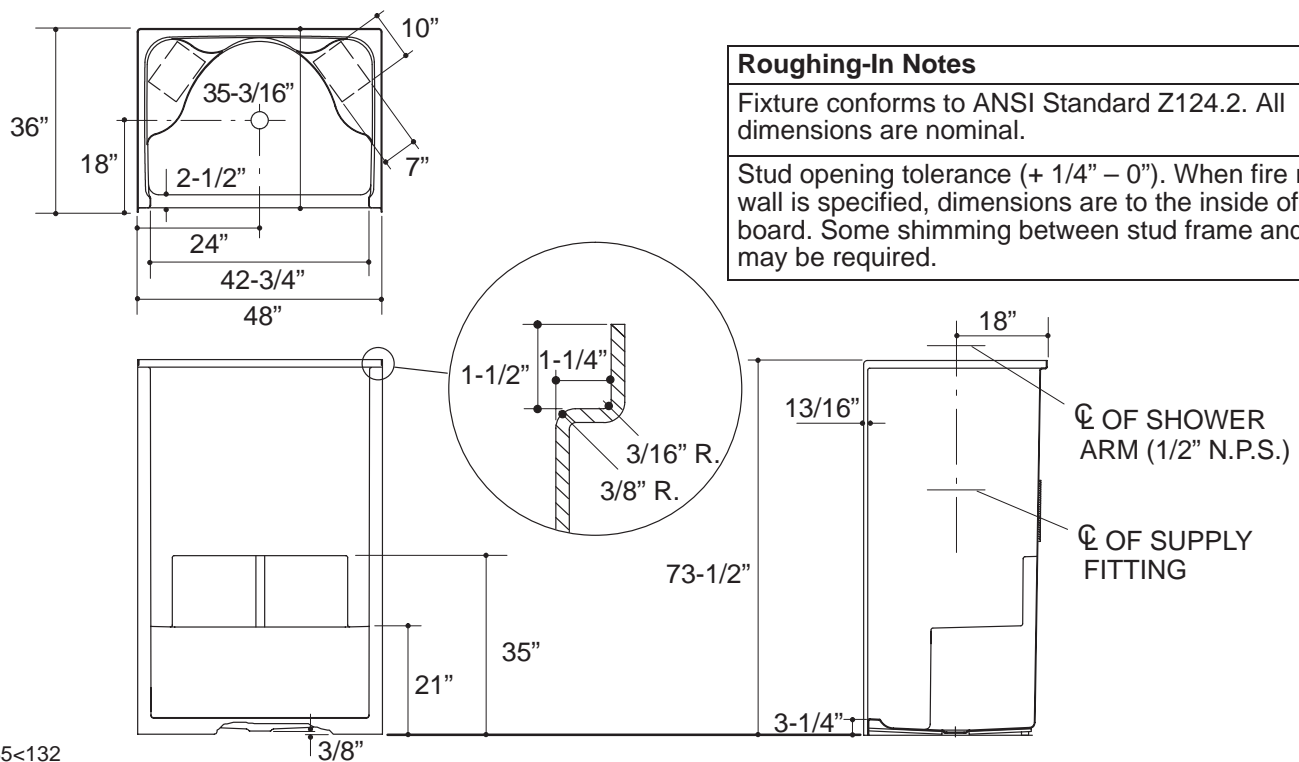 10”
35-3/16”
36”
18”
7”
2-1/2”
24”
42-3/4”
48”
Roughing-In Notes
Fixture conforms to ANSI Standard Z124.2. All
dimensions are nominal.
Stud opening tolerance (+ 1/4” – 0”). When fire
wall is specified, dimensions are to the inside of
board. Some shimming between stud frame and
may be required.
1-1/2”
1-1/4”
3/16” R.
3/8” R.
18”
13/16”
℄ OF SHOWER
ARM (1/2” N.P.S.)
℄ OF SUPPLY
FITTING
73-1/2”
35”
21”
3-1/4”
3/8”
5<132